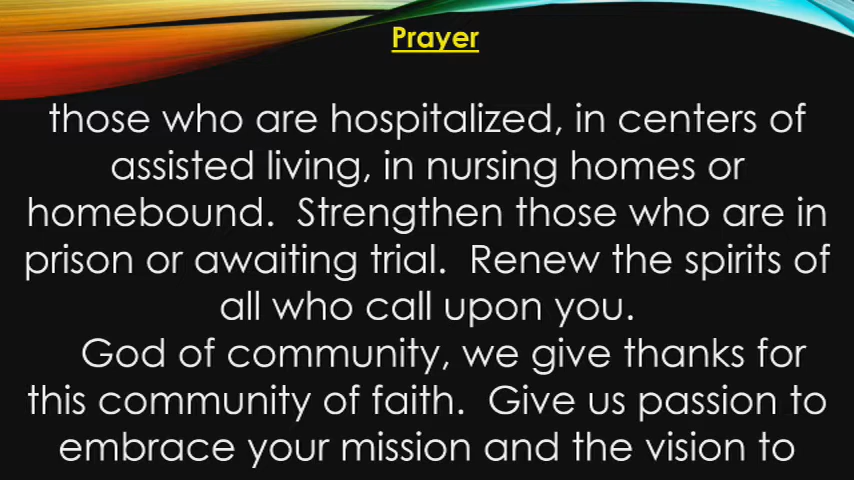 Prayer
those who are hospitalized, in centers of
assisted living, in nursing homes or
homebound.  Strengthen those who are in
prison or awaiting trial.  Renew the spirits of
all who call upon you.
God of community, we give thanks for
this community of faith.  Give us passion to
embrace your mission and the vision to